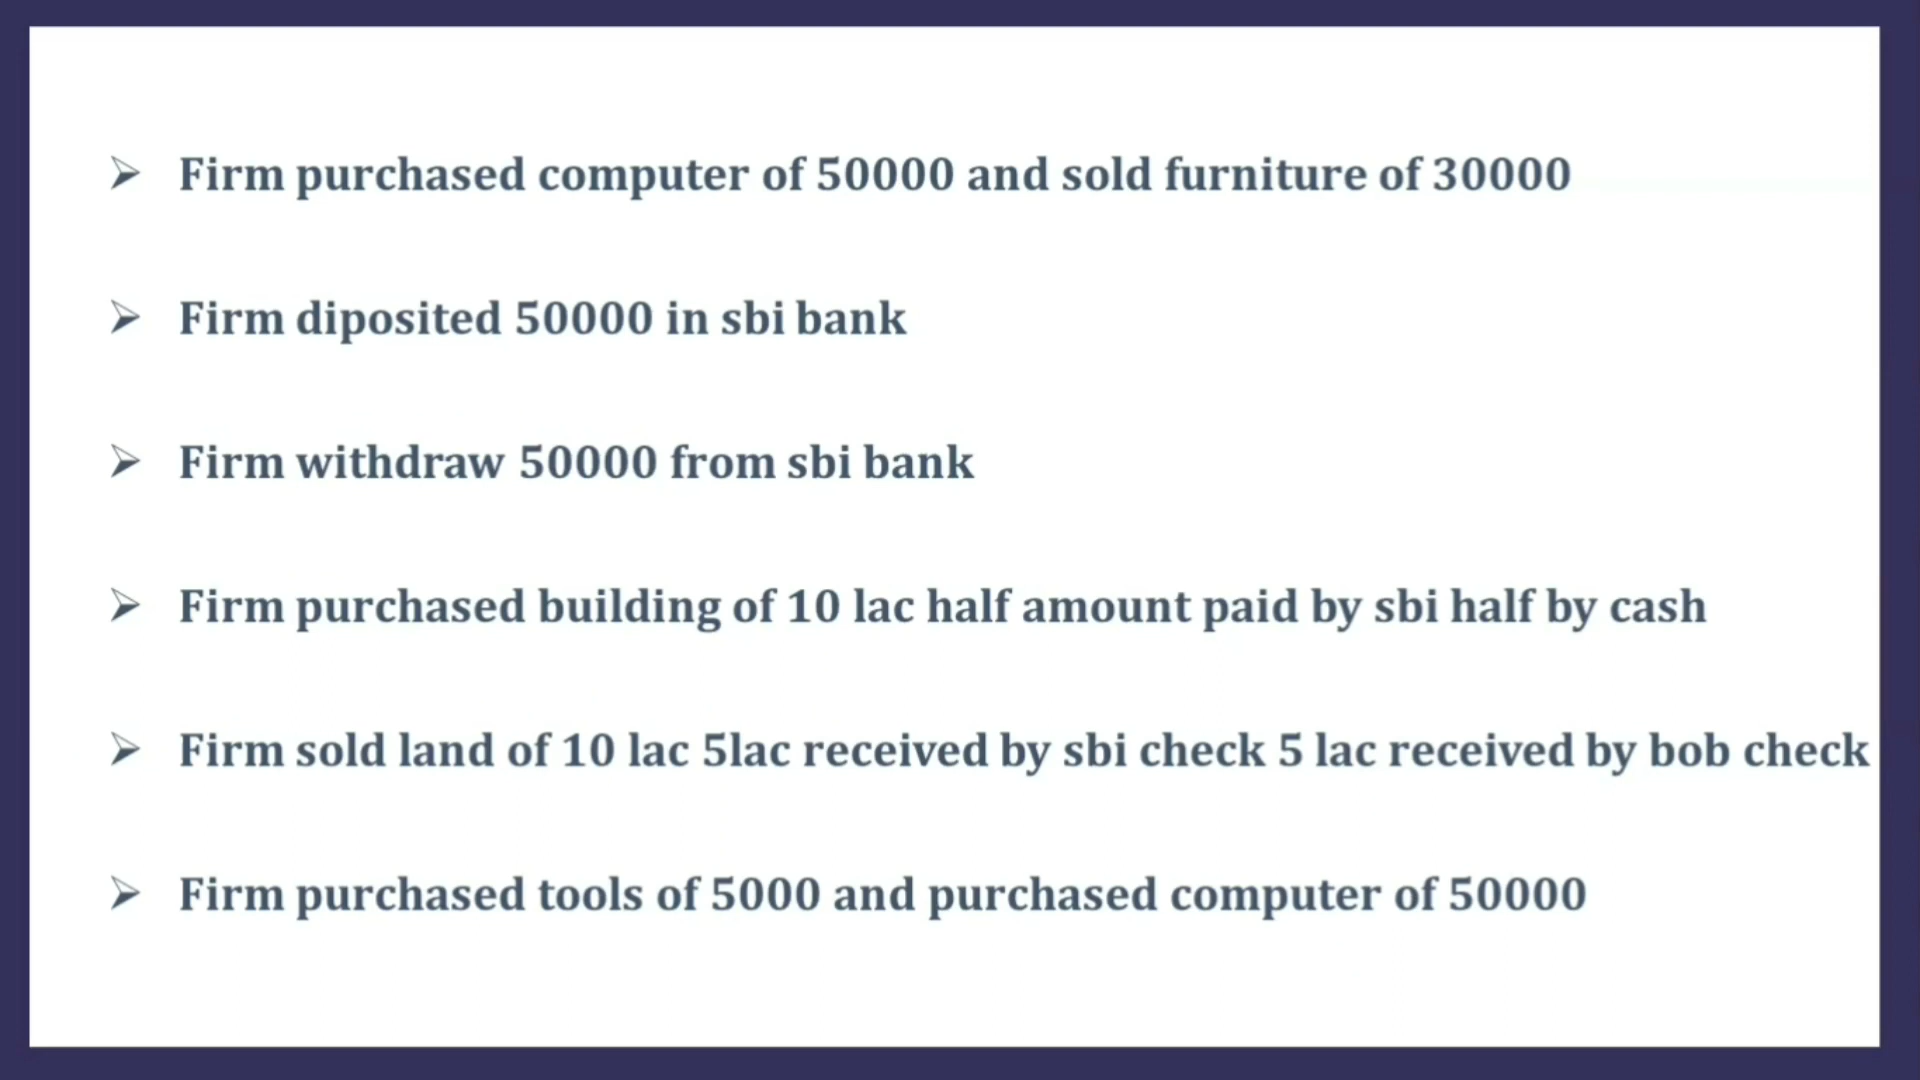 Firm purchased computer of 50000 and sold furniture of 30000
Firm diposited 50000 in sbi bank
Firm withdraw 50000 from sbi bank
Firm purchased building of 10 lac half amount paid by sbi half by cash
Firm sold land of 10 lac 5lac received by sbi check 5 lac received by bob check
Firm purchased tools of 5000 and purchased computer of 50000